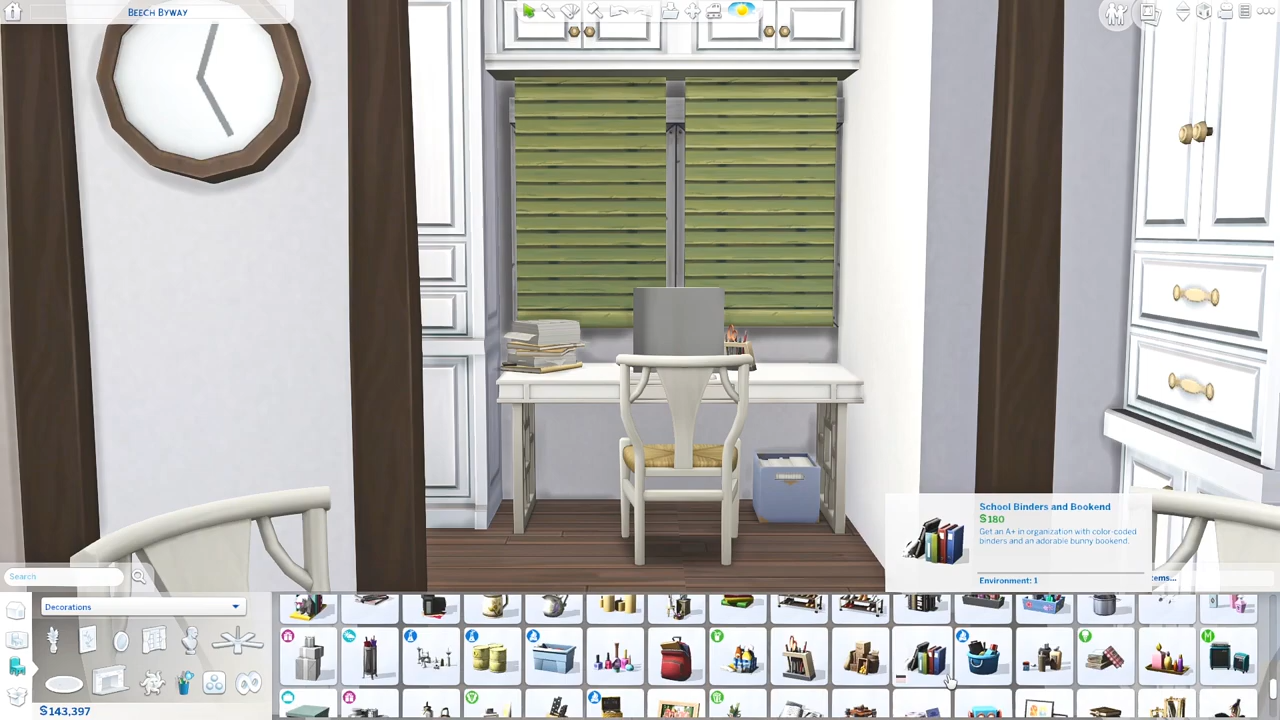 Beech Byway
School Binders and Bookend
§180
Get an A+ in organization with color-coded
binders and an adorable bunny bookend.
Environment: 1
tems...
Search
Decorations
§143,397